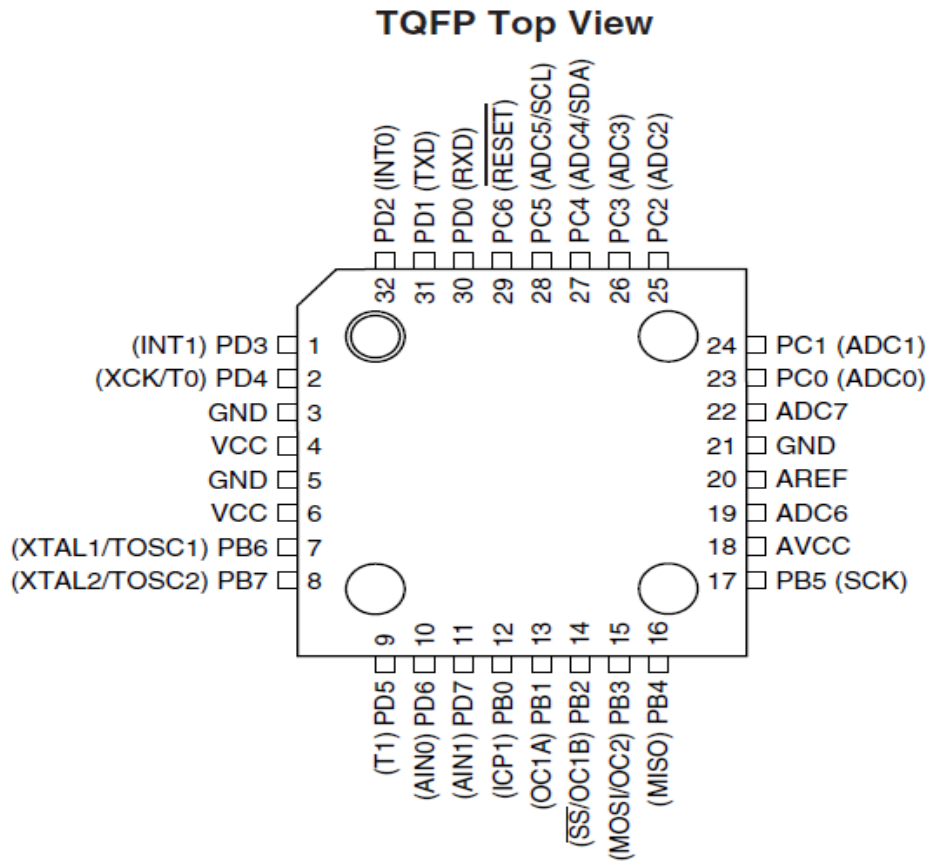 TQFP Top View
PD2 (INT0)
PD1 (TXD)
PD0 (RXD)
PC6 (RESET)
PC5 (ADC5/SCL)
PC4 (ADC4/SDA)
PC3 (ADC3)
PC2 (ADC2)
32
31
30
29
28
27
26
25
(INT1) PD3 1
(XCK/T0) PD4 2
GND 3
VCC 4
GND 5
VCC 6
(XTAL1/TOSC1) PB6 7
(XTAL2/TOSC2) PB7 8
24 PC1 (ADC1)
23 PC0 (ADC0)
22 ADC7
21 GND
20 AREF
19 ADC6
18 AVCC
17 PB5 (SCK)
9
10
11
12
13
14
15
16
(T1) PD5
(AIN0) PD6
(AIN1) PD7
(ICP1) PB0
(OC1A) PB1
(SS/OC1B) PB2
(MOSI/OC2) PB3
(MISO) PB4